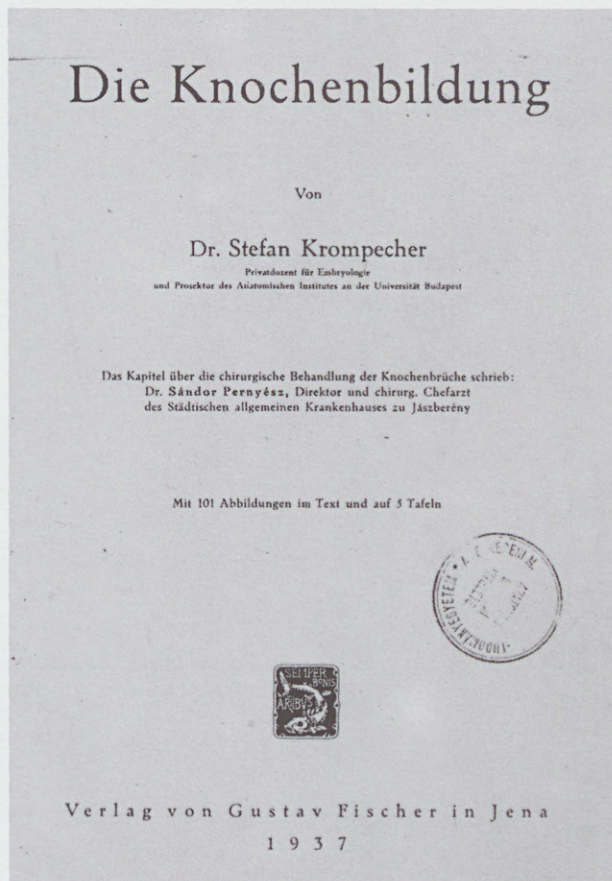 Die Knochenbildung
Von
Dr. Stefan Krompecher
Privatdozent für Embryologie
und Prosektor des Anatomischen Institutes an der Universität Budapest
Das Kapitel über die chirurgische Behandlung der Knochenbrüche schrieb:
Dr. Sándor Pernyész, Direktor und chirurg. Chefarzt
des Städtischen allgemeinen Krankenhauses zu Jászberény
Mit 101 Abbildungen im Text und auf 5 Tafeln
SEMPER
BONIS
ARTIBUS
Verlag von Gustav Fischer in Jena
1937